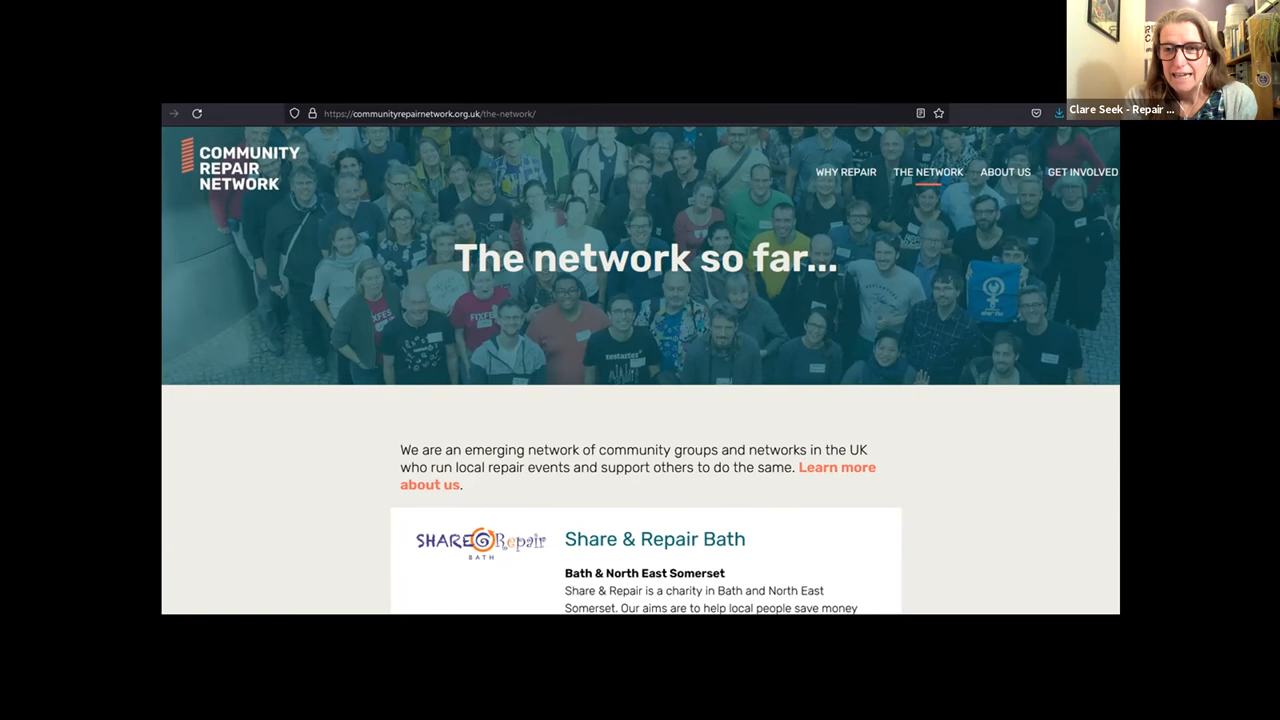 Clare Seek - Repair ...
https://communityrepairnetwork.org.uk/the-network/
COMMUNITY
REPAIR
NETWORK
WHY REPAIR
THE NETWORK
ABOUT US
GET INVOLVED
The network so far...
FIXFES
FIXFES
We are an emerging network of community groups and networks in the UK
who run local repair events and support others to do the same. Learn more
about us.
SHARE Repair
BATH
Share & Repair Bath
Bath & North East Somerset
Share & Repair is a charity in Bath and North East
Somerset. Our aims are to help local people save money